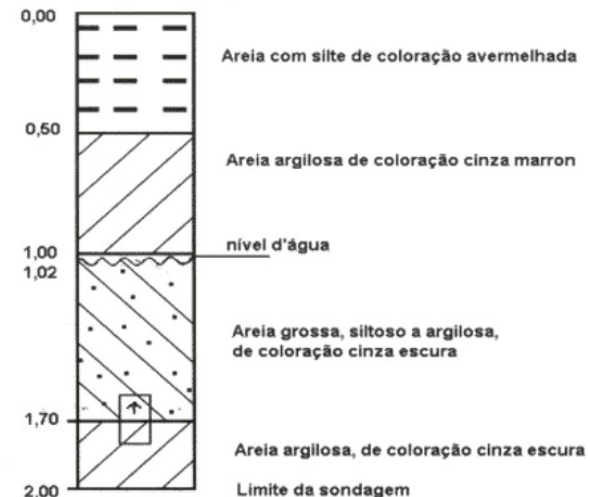 0,00
Areia com silte de coloração avermelhada
0,50
Areia argilosa de coloração cinza marron
nível d'água
1,00
1,02
Areia grossa, siltoso a argilosa,
de coloração cinza escura
1,70
Areia argilosa, de coloração cinza escura
2.00
Limite da sondagem